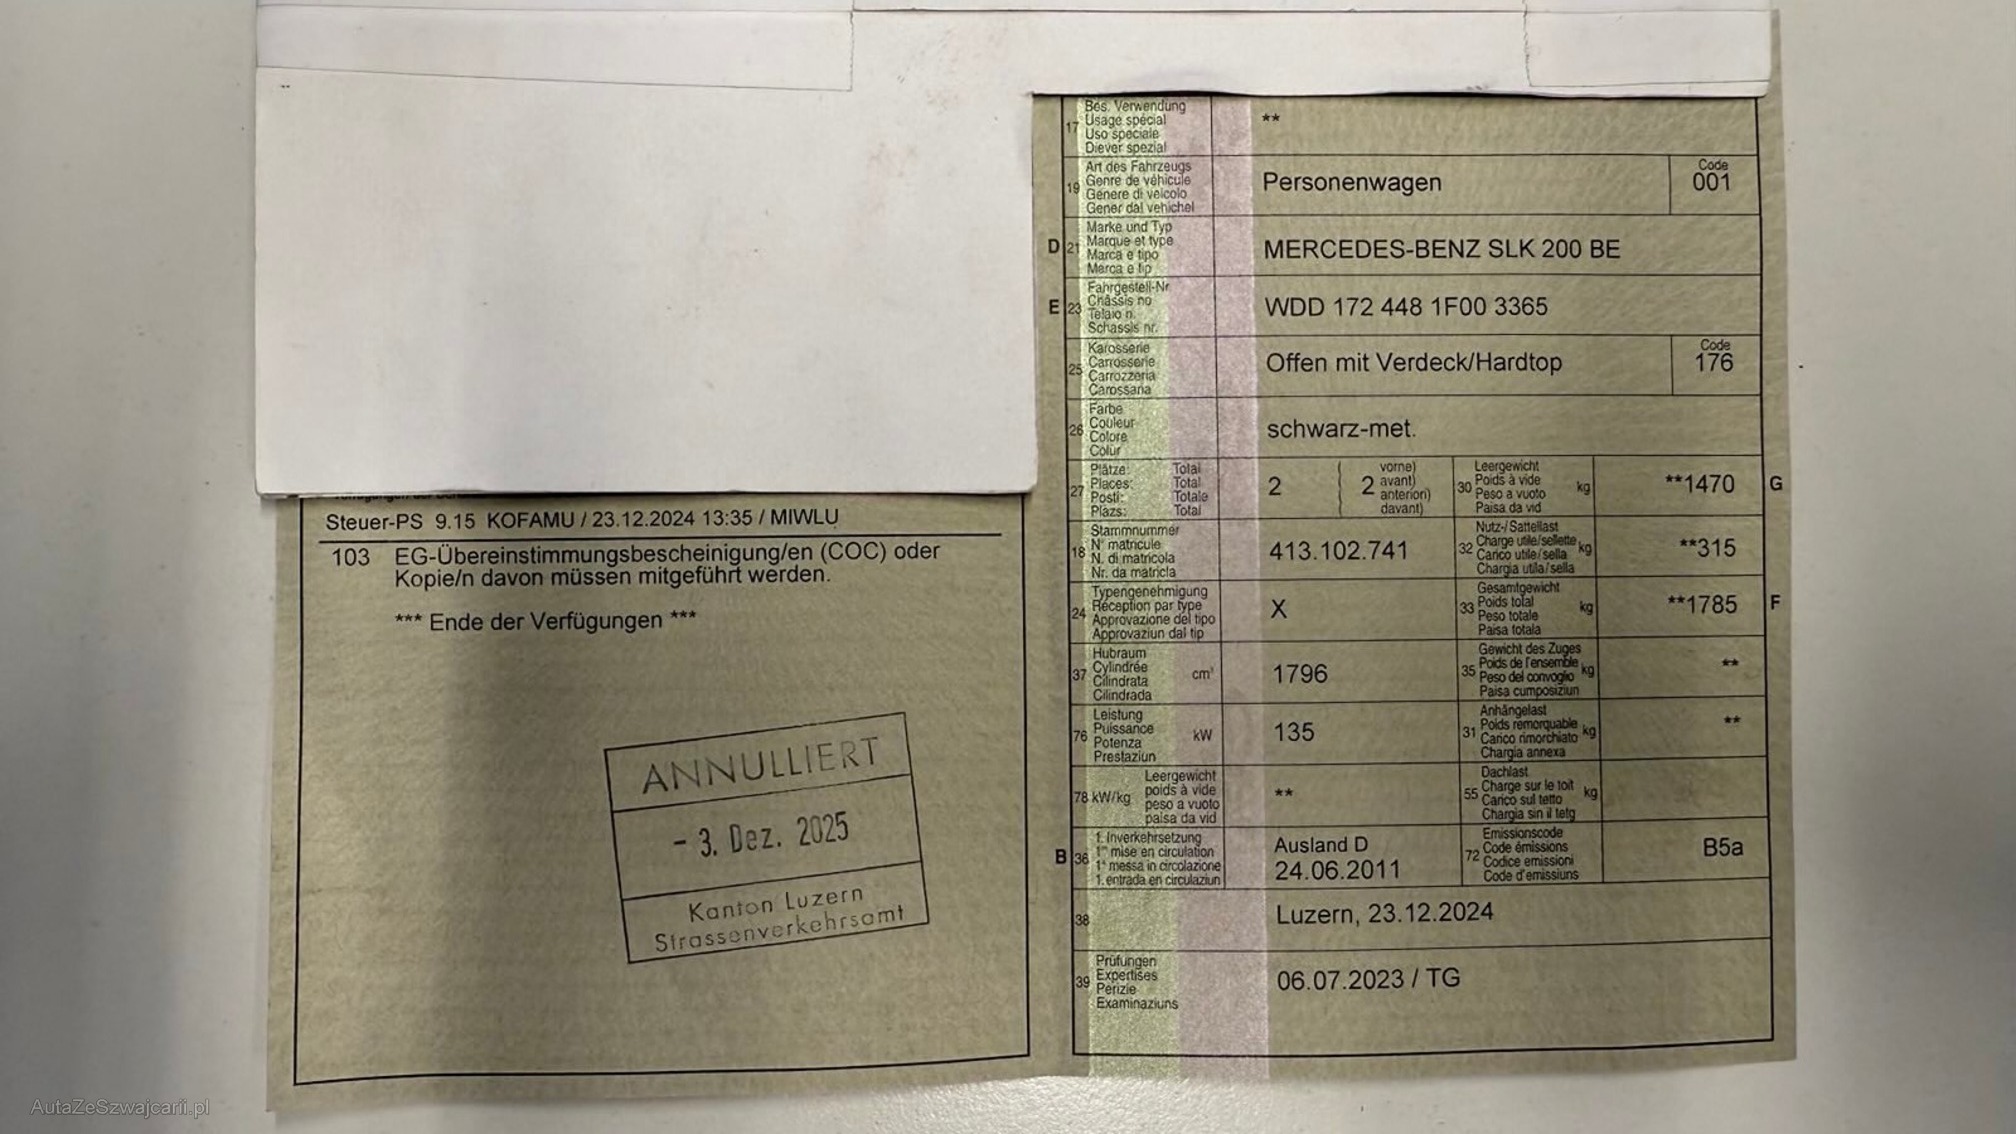 Steuer-PS 9.15 KOFAMU / 23.12.2024 13:35 / MIWLU
103 EG-Übereinstimmungsbescheinigung/en (COC) oder
Kopie/n davon müssen mitgeführt werden.
*** Ende der Verfügungen ***
ANNULLIERT
- 3. Dez. 2025
Kanton Luzern
Strassenverkehrsamt
17
Bes. Verwendung
Usage spécial
Uso speciale
Diever spezial
**
19
Art des Fahrzeugs
Genre de véhicule
Genere di veicolo
Gener dal vehichel
Personenwagen
Code
001
D 21
Marke und Typ
Marque et type
Marca e tipo
Marca e tip
MERCEDES-BENZ SLK 200 BE
E 23
Fahrgestell-Nr.
Châssis no
Telaio n.
Schassis nr.
WDD 172 448 1F00 3365
25
Karosserie
Carrosserie
Carrozzeria
Carossaria
Offen mit Verdeck/Hardtop
Code
176
26
Farbe
Couleur
Colore
Colur
schwarz-met.
27
Plätze: Total
Places: Total
Posti: Totale
Plazs: Total
2 ( 2
vorne)
avant)
anteriori)
davant)
30
Leergewicht
Poids à vide
Peso a vuoto
Paisa da vid
kg
**1470 G
18
Stammnummer
N° matricule
N. di matricola
Nr. da matricla
413.102.741
32
Nutz-/Sattellast
Charge utile/sellette
Carico utile/sella
Chargia utila/sella
kg
**315
24
Typengenehmigung
Réception par type
Approvazione del tipo
Approvaziun dal tip
X
33
Gesamtgewicht
Poids total
Peso totale
Paisa totala
kg
**1785 F
37
Hubraum
Cylindrée
Cilindrata
Cilindrada
cm³
1796
35
Gewicht des Zuges
Poids de l'ensemble
Peso del convoglio
Paisa cumposiziun
kg
**
76
Leistung
Puissance
Potenza
Prestaziun
kW
135
31
Anhängelast
Poids remorquable
Carico rimorchiato
Chargia annexa
kg
**
78 kW/kg
Leergewicht
poids à vide
peso a vuoto
paisa da vid
**
55
Dachlast
Charge sur le toit
Carico sul tetto
Chargia sin il tetg
kg
B 36
1. Inverkehrsetzung
1re mise en circulation
1a messa in circolazione
1. entrada en circulaziun
Ausland D
24.06.2011
72
Emissionscode
Code émissions
Codice emissioni
Code d'emissiuns
B5a
38
Luzern, 23.12.2024
39
Prüfungen
Expertises
Perizie
Examinaziuns
06.07.2023 / TG
AutaZeSzwajcarii.pl